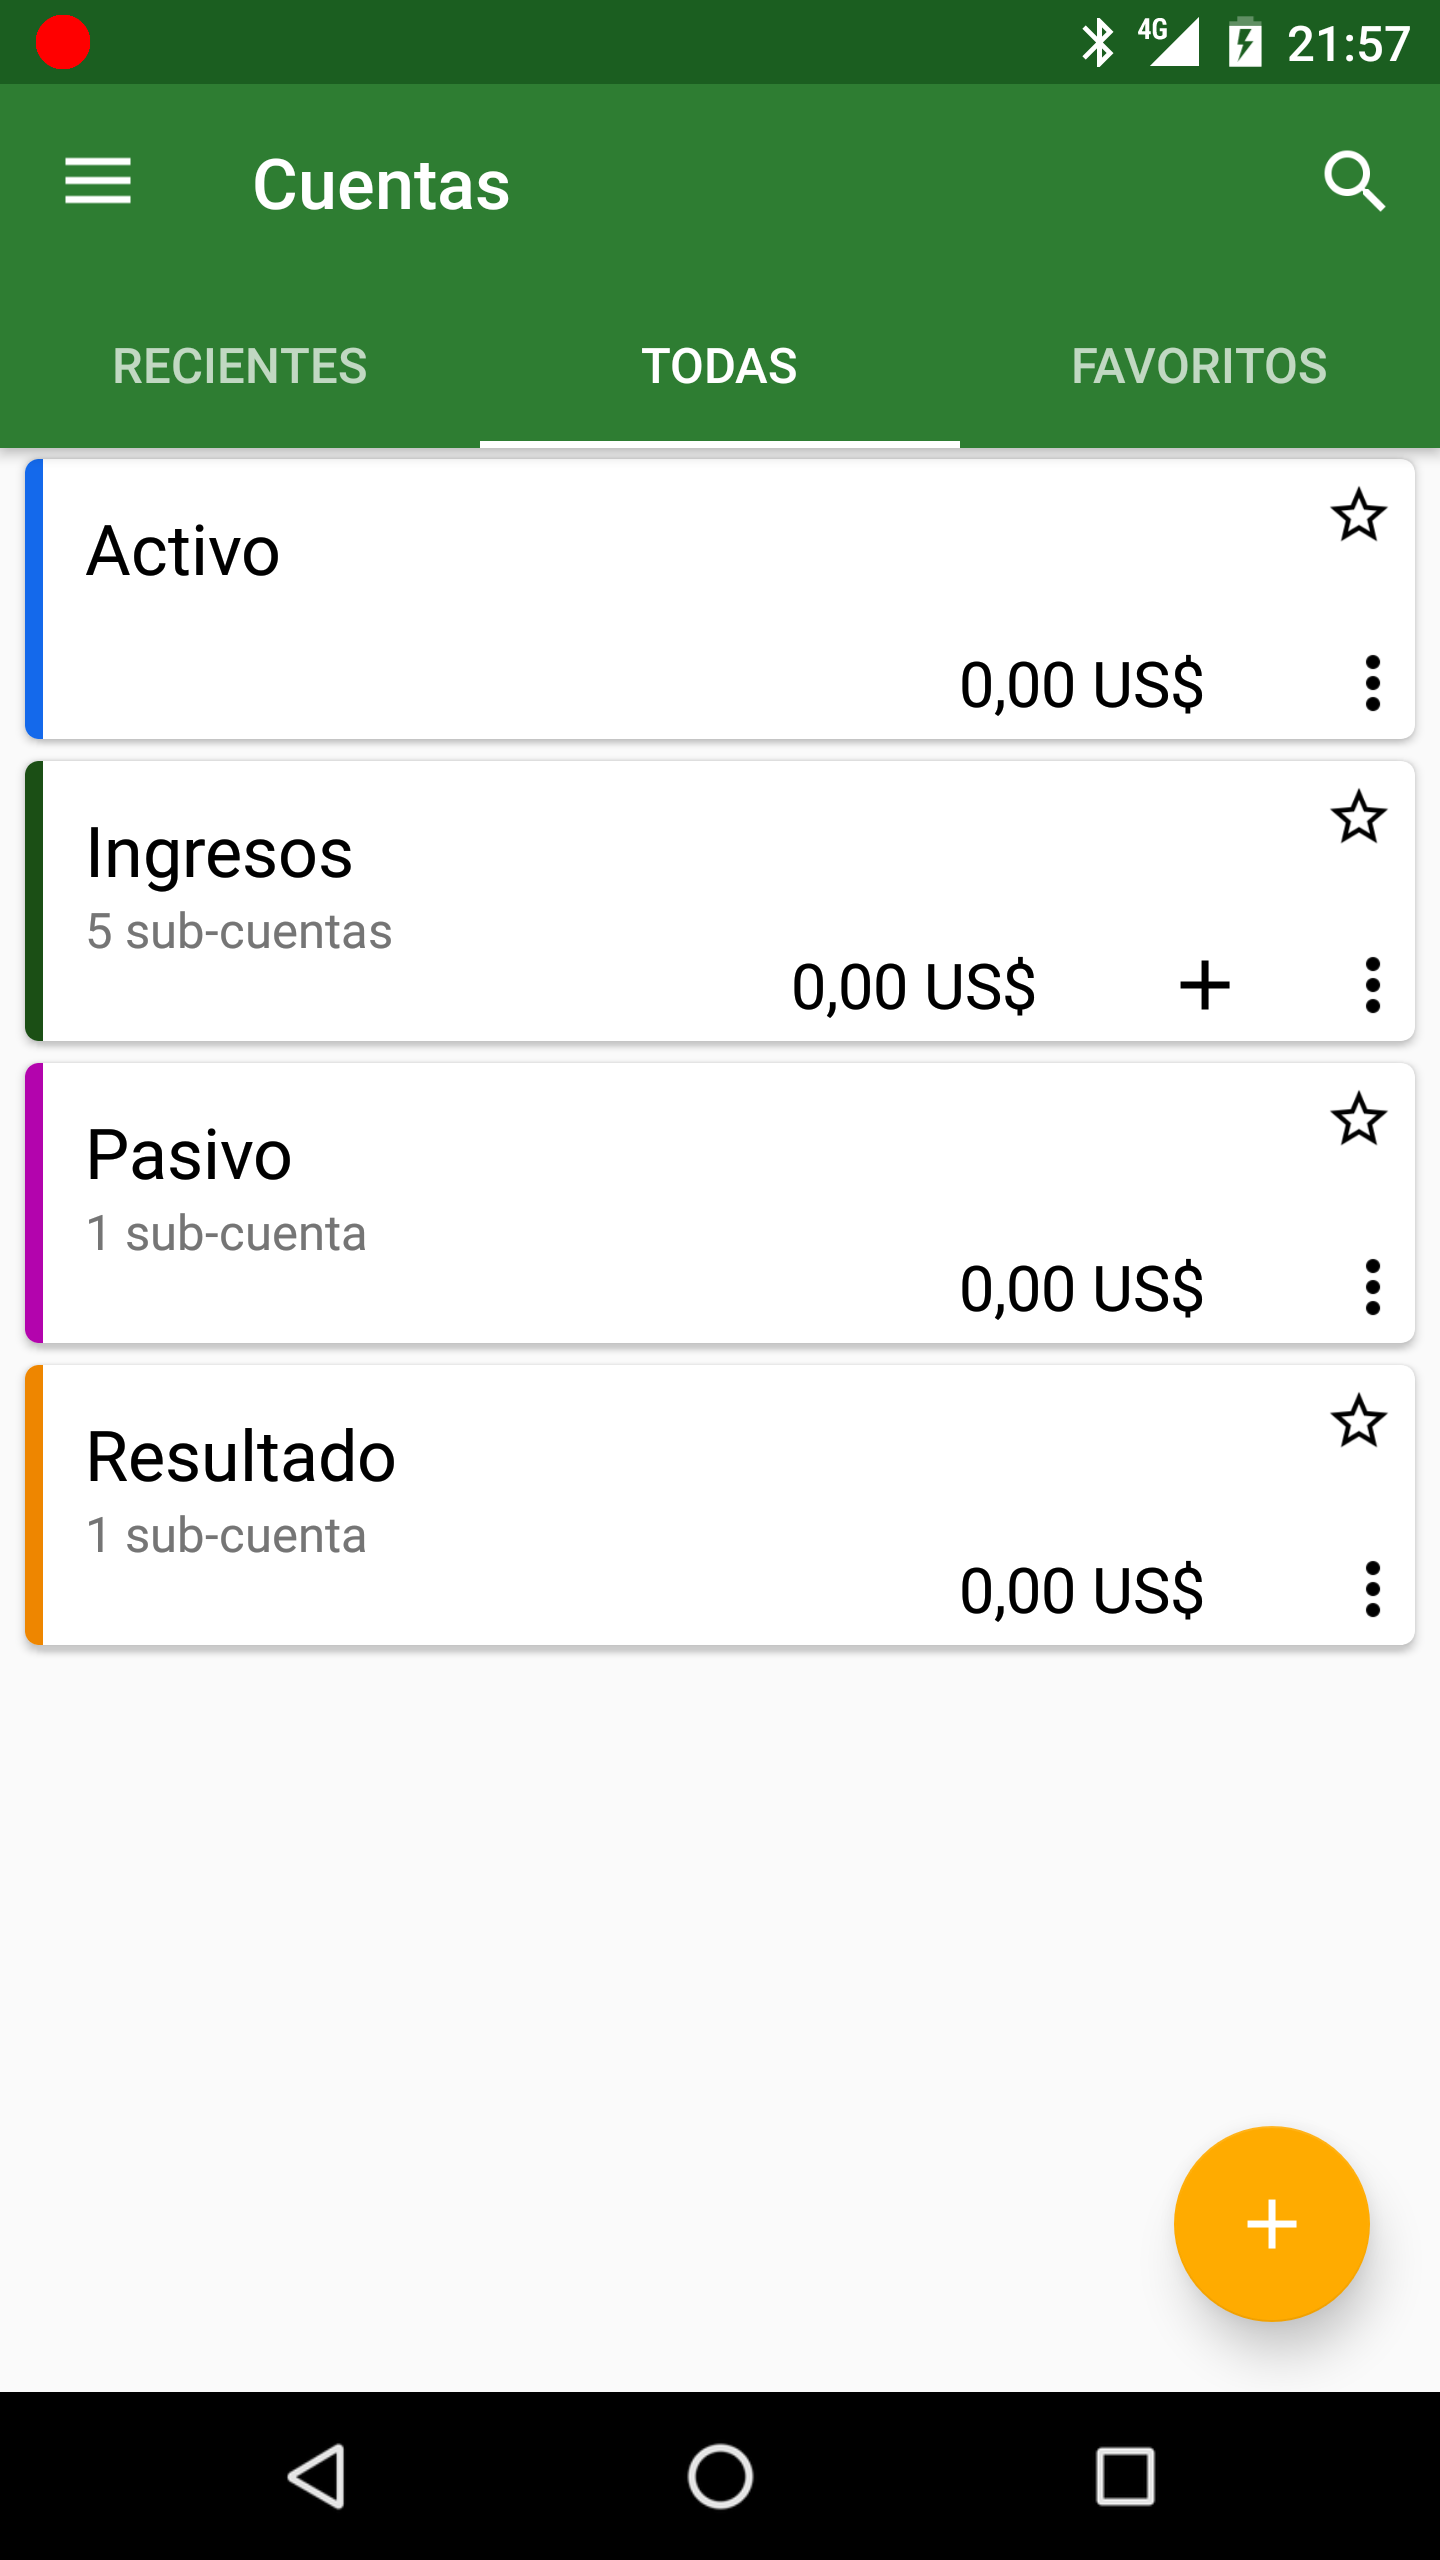 4G 21:57
Cuentas
RECIENTES TODAS FAVORITOS
Activo
0,00 US$
Ingresos
5 sub-cuentas
0,00 US$
Pasivo
1 sub-cuenta
0,00 US$
Resultado
1 sub-cuenta
0,00 US$